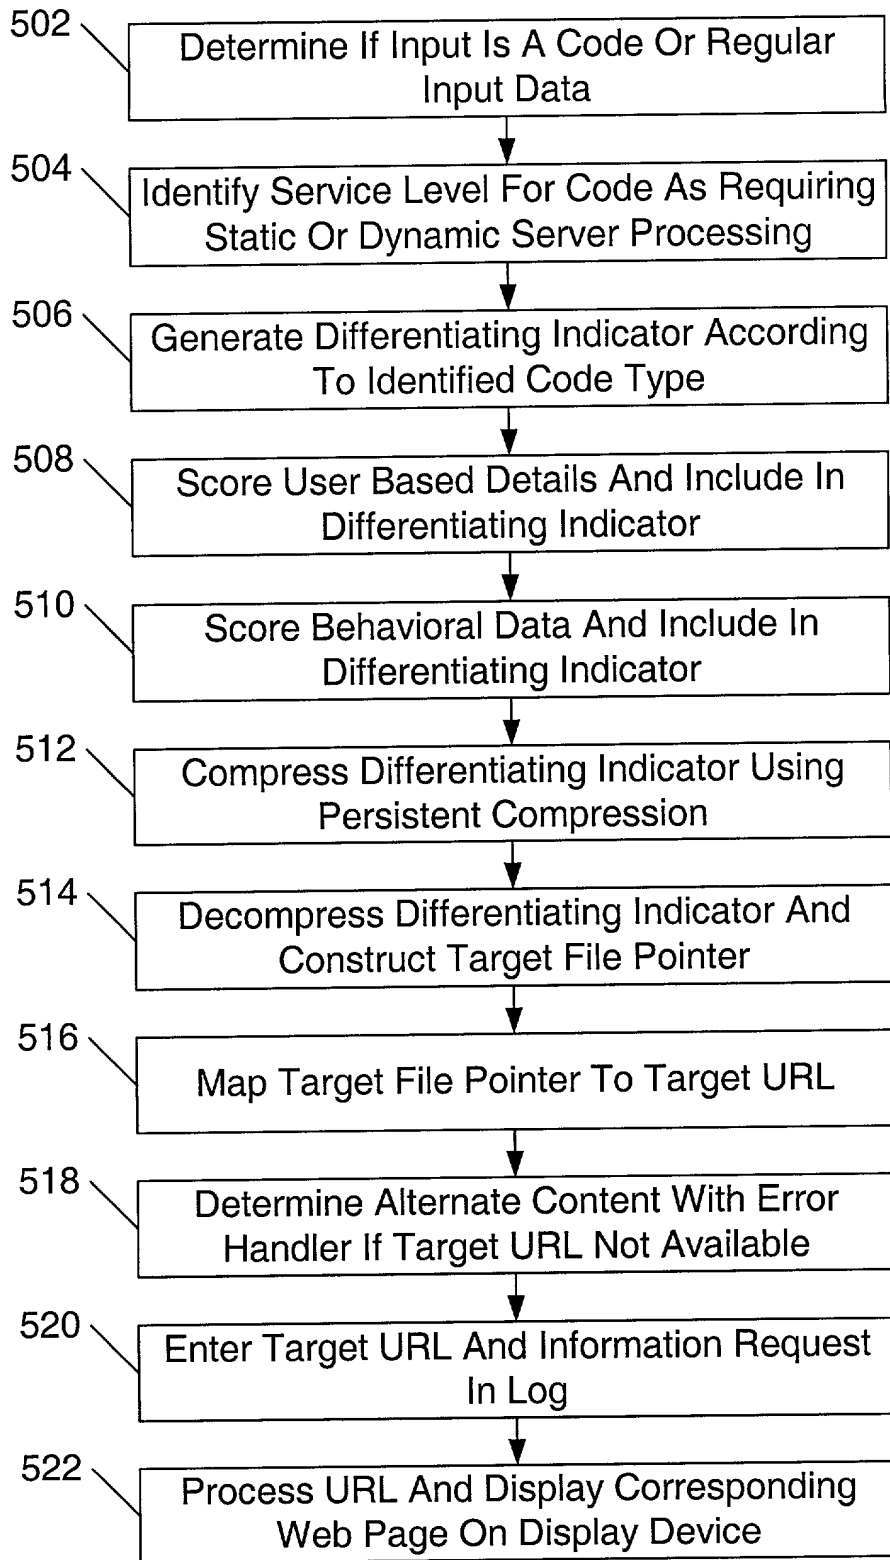 502
Determine If Input Is A Code Or Regular
Input Data
504
Identify Service Level For Code As Requiring
Static Or Dynamic Server Processing
506
Generate Differentiating Indicator According
To Identified Code Type
508
Score User Based Details And Include In
Differentiating Indicator
510
Score Behavioral Data And Include In
Differentiating Indicator
512
Compress Differentiating Indicator Using
Persistent Compression
514
Decompress Differentiating Indicator And
Construct Target File Pointer
516
Map Target File Pointer To Target URL
518
Determine Alternate Content With Error
Handler If Target URL Not Available
520
Enter Target URL And Information Request
In Log
522
Process URL And Display Corresponding
Web Page On Display Device